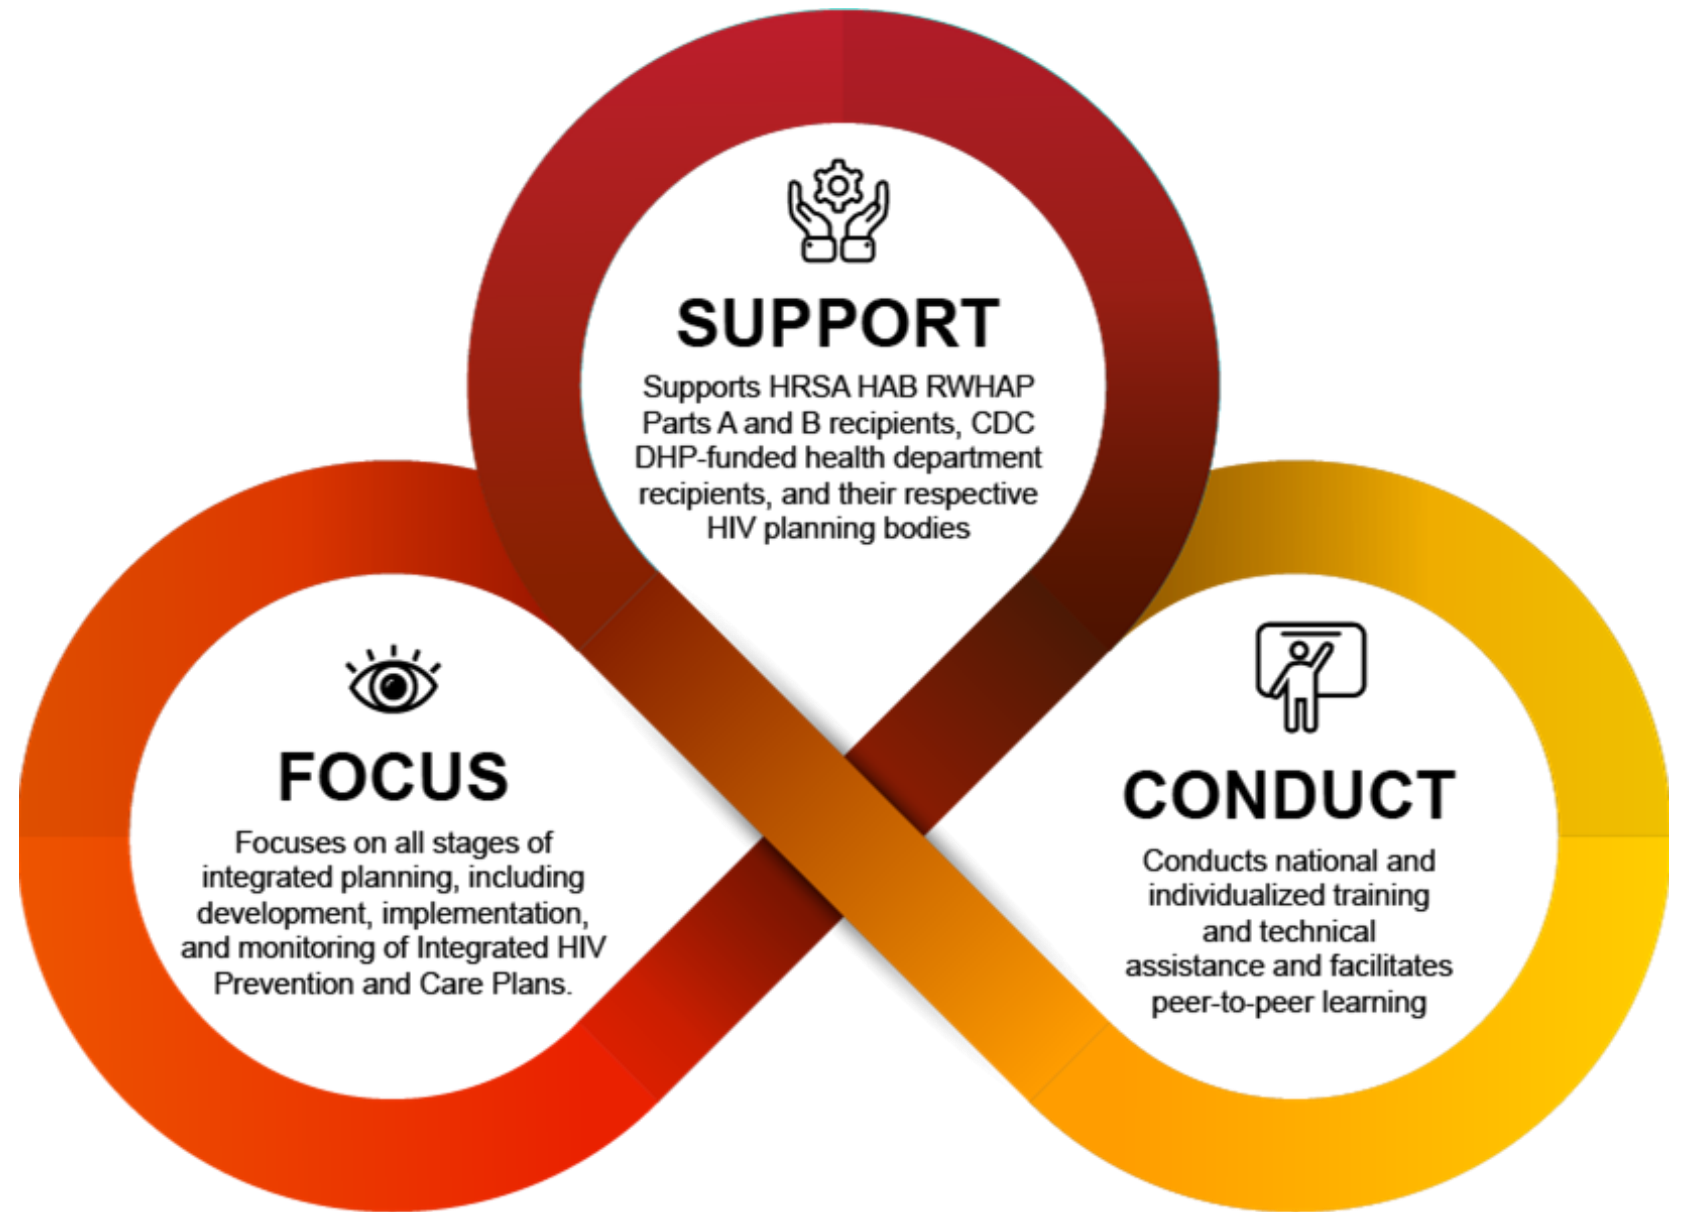 SUPPORT
Supports HRSA HAB RWHAP
Parts A and B recipients, CDC
DHP-funded health department
recipients, and their respective
HIV planning bodies
FOCUS
Focuses on all stages of
integrated planning, including
development, implementation,
and monitoring of Integrated HIV
Prevention and Care Plans.
CONDUCT
Conducts national and
individualized training
and technical
assistance and facilitates
peer-to-peer learning